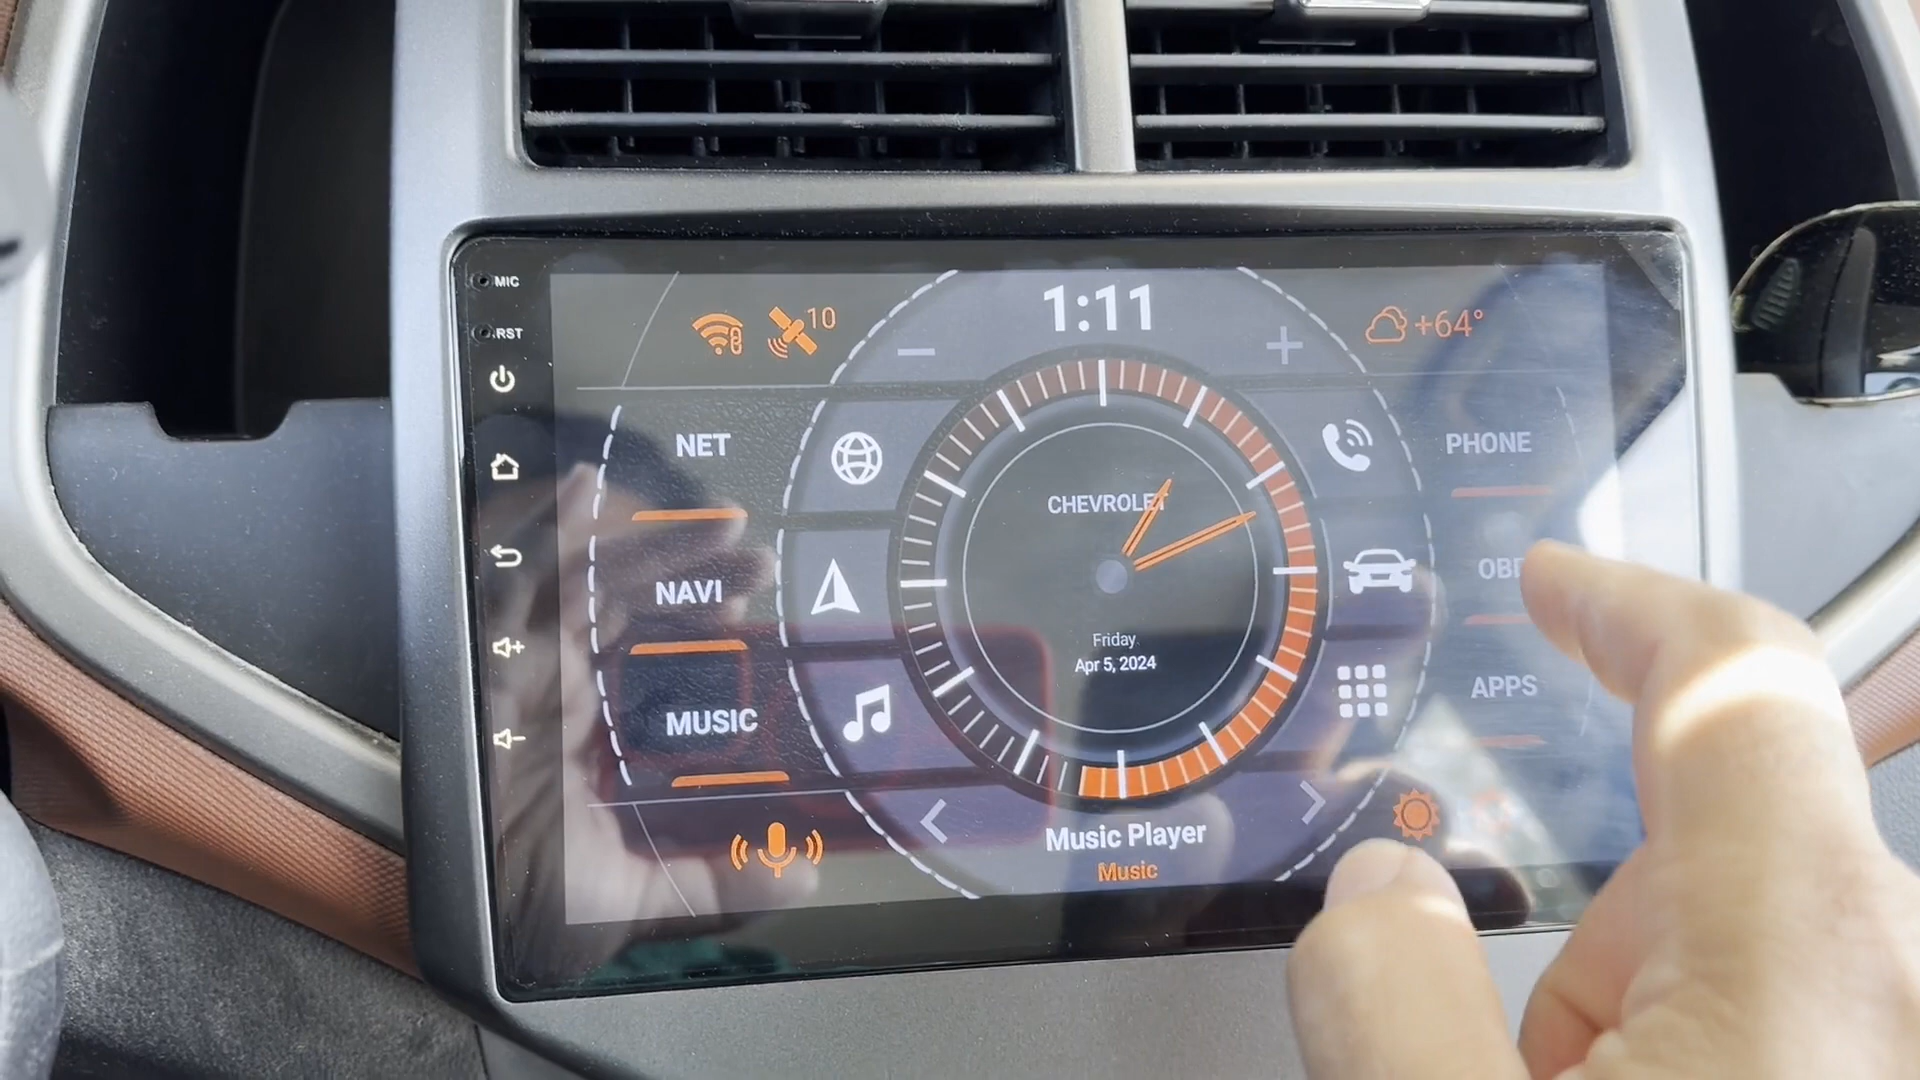 MIC
RST
10
1:11
+64°
NET
NAVI
MUSIC
CHEVROLET
Friday
Apr 5, 2024
PHONE
OBD
APPS
Music Player
Music